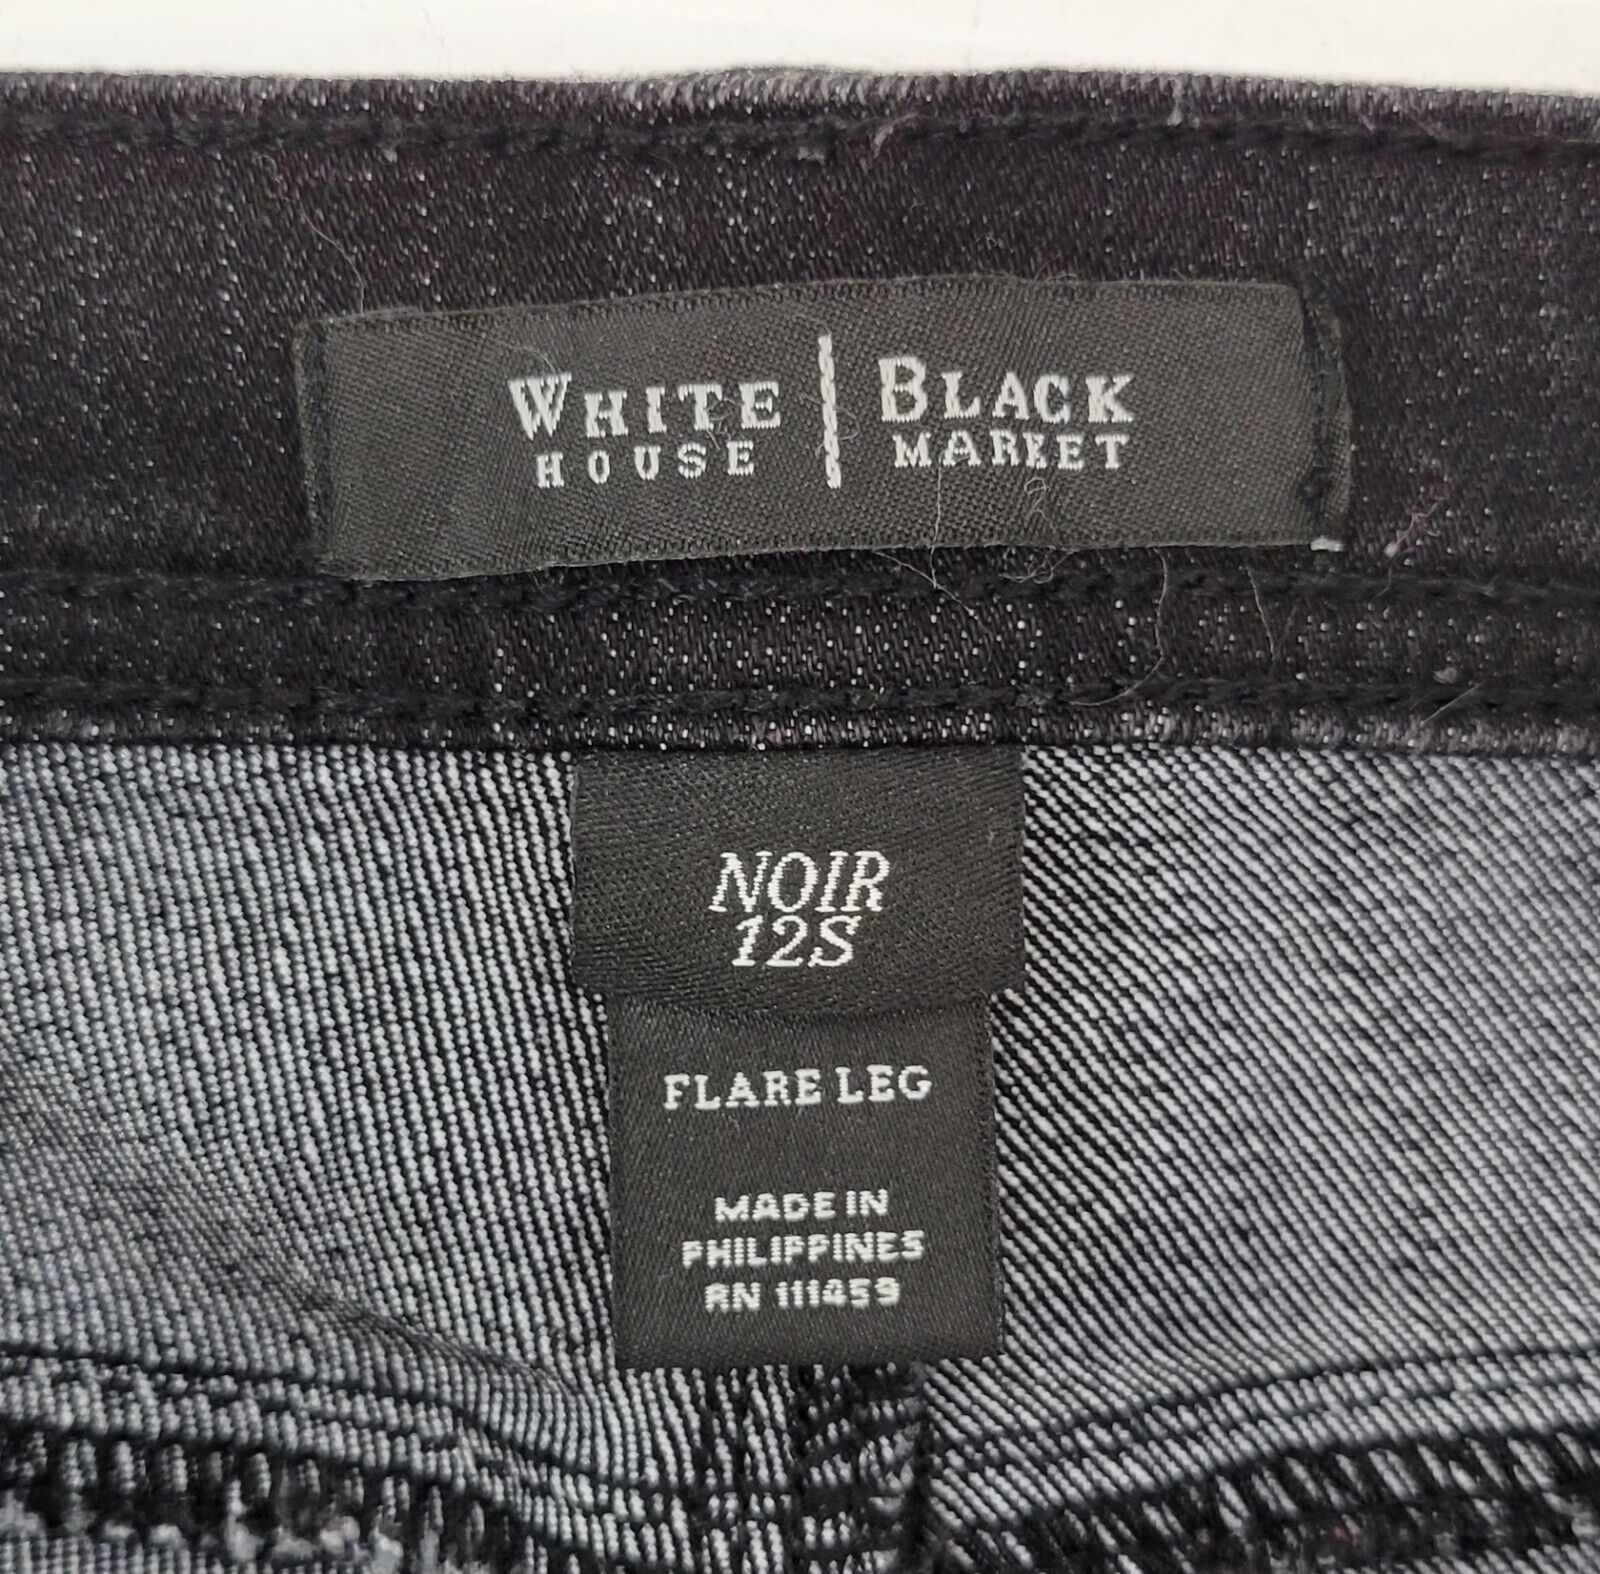 WHITE | BLACK
HOUSE | MARKET
NOIR
12S
FLARE LEG
MADE IN
PHILIPPINES
RN 111459